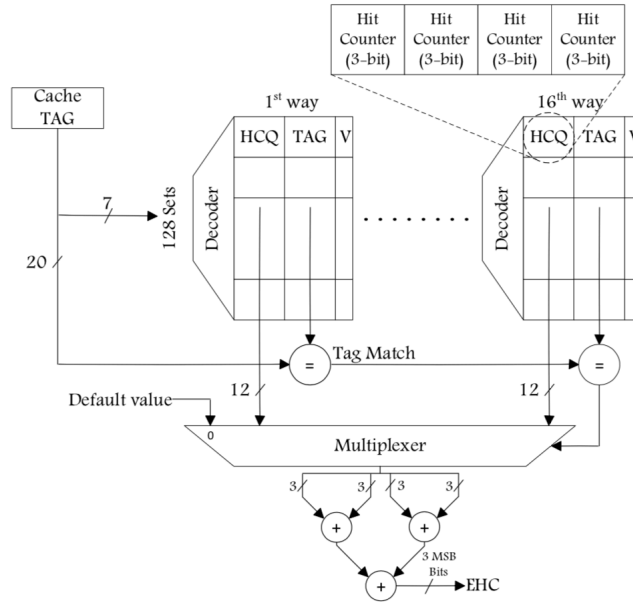 Hit Counter (3-bit)
Hit Counter (3-bit)
Hit Counter (3-bit)
Hit Counter (3-bit)
Cache TAG
1st way
16th way
HCQ TAG V
HCQ TAG V
7
128 Sets
Decoder
Decoder
20
=
Tag Match
=
12
12
Default value
0
Multiplexer
3 3 3 3
+ +
3 MSB Bits
+
EHC